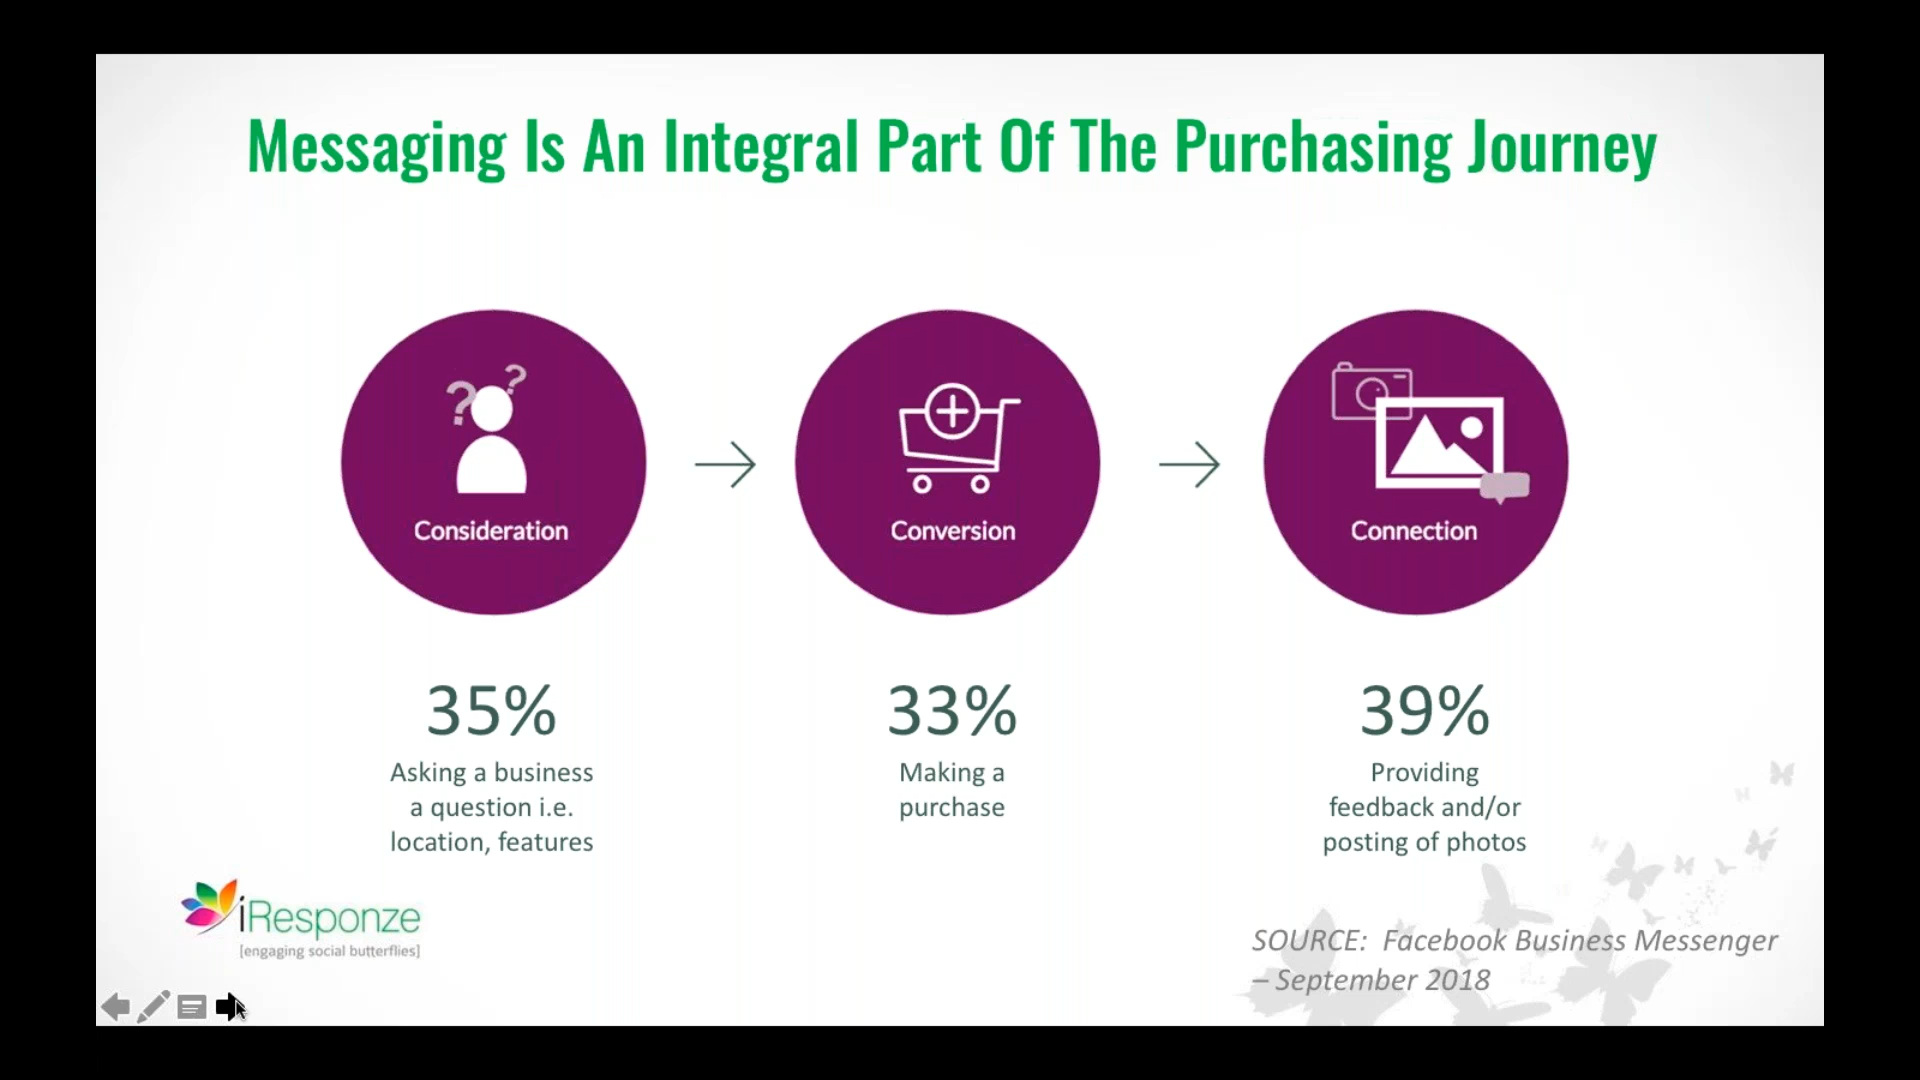 Messaging Is An Integral Part Of The Purchasing Journey
? ?
Consideration
Conversion
Connection
35%
Asking a business
a question i.e.
location, features
33%
Making a
purchase
39%
Providing
feedback and/or
posting of photos
iResponze
[engaging social butterflies]
SOURCE: Facebook Business Messenger
– September 2018